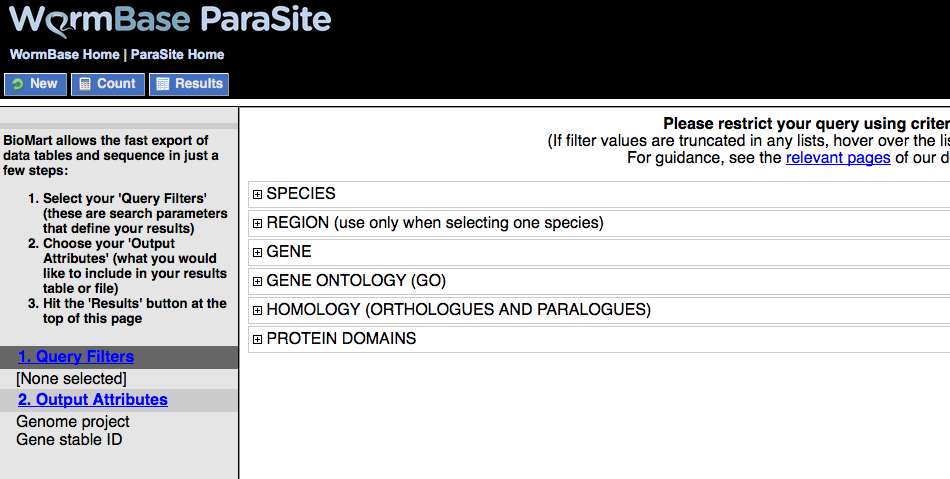 WormBase ParaSite
WormBase Home | ParaSite Home
New Count Results
BioMart allows the fast export of
data tables and sequence in just a
few steps:
1. Select your 'Query Filters'
(these are search parameters
that define your results)
2. Choose your 'Output
Attributes' (what you would
like to include in your results
table or file)
3. Hit the 'Results' button at the
top of this page
1. Query Filters
[None selected]
2. Output Attributes
Genome project
Gene stable ID
Please restrict your query using criter
(If filter values are truncated in any lists, hover over the lis
For guidance, see the relevant pages of our d
SPECIES
REGION (use only when selecting one species)
GENE
GENE ONTOLOGY (GO)
HOMOLOGY (ORTHOLOGUES AND PARALOGUES)
PROTEIN DOMAINS